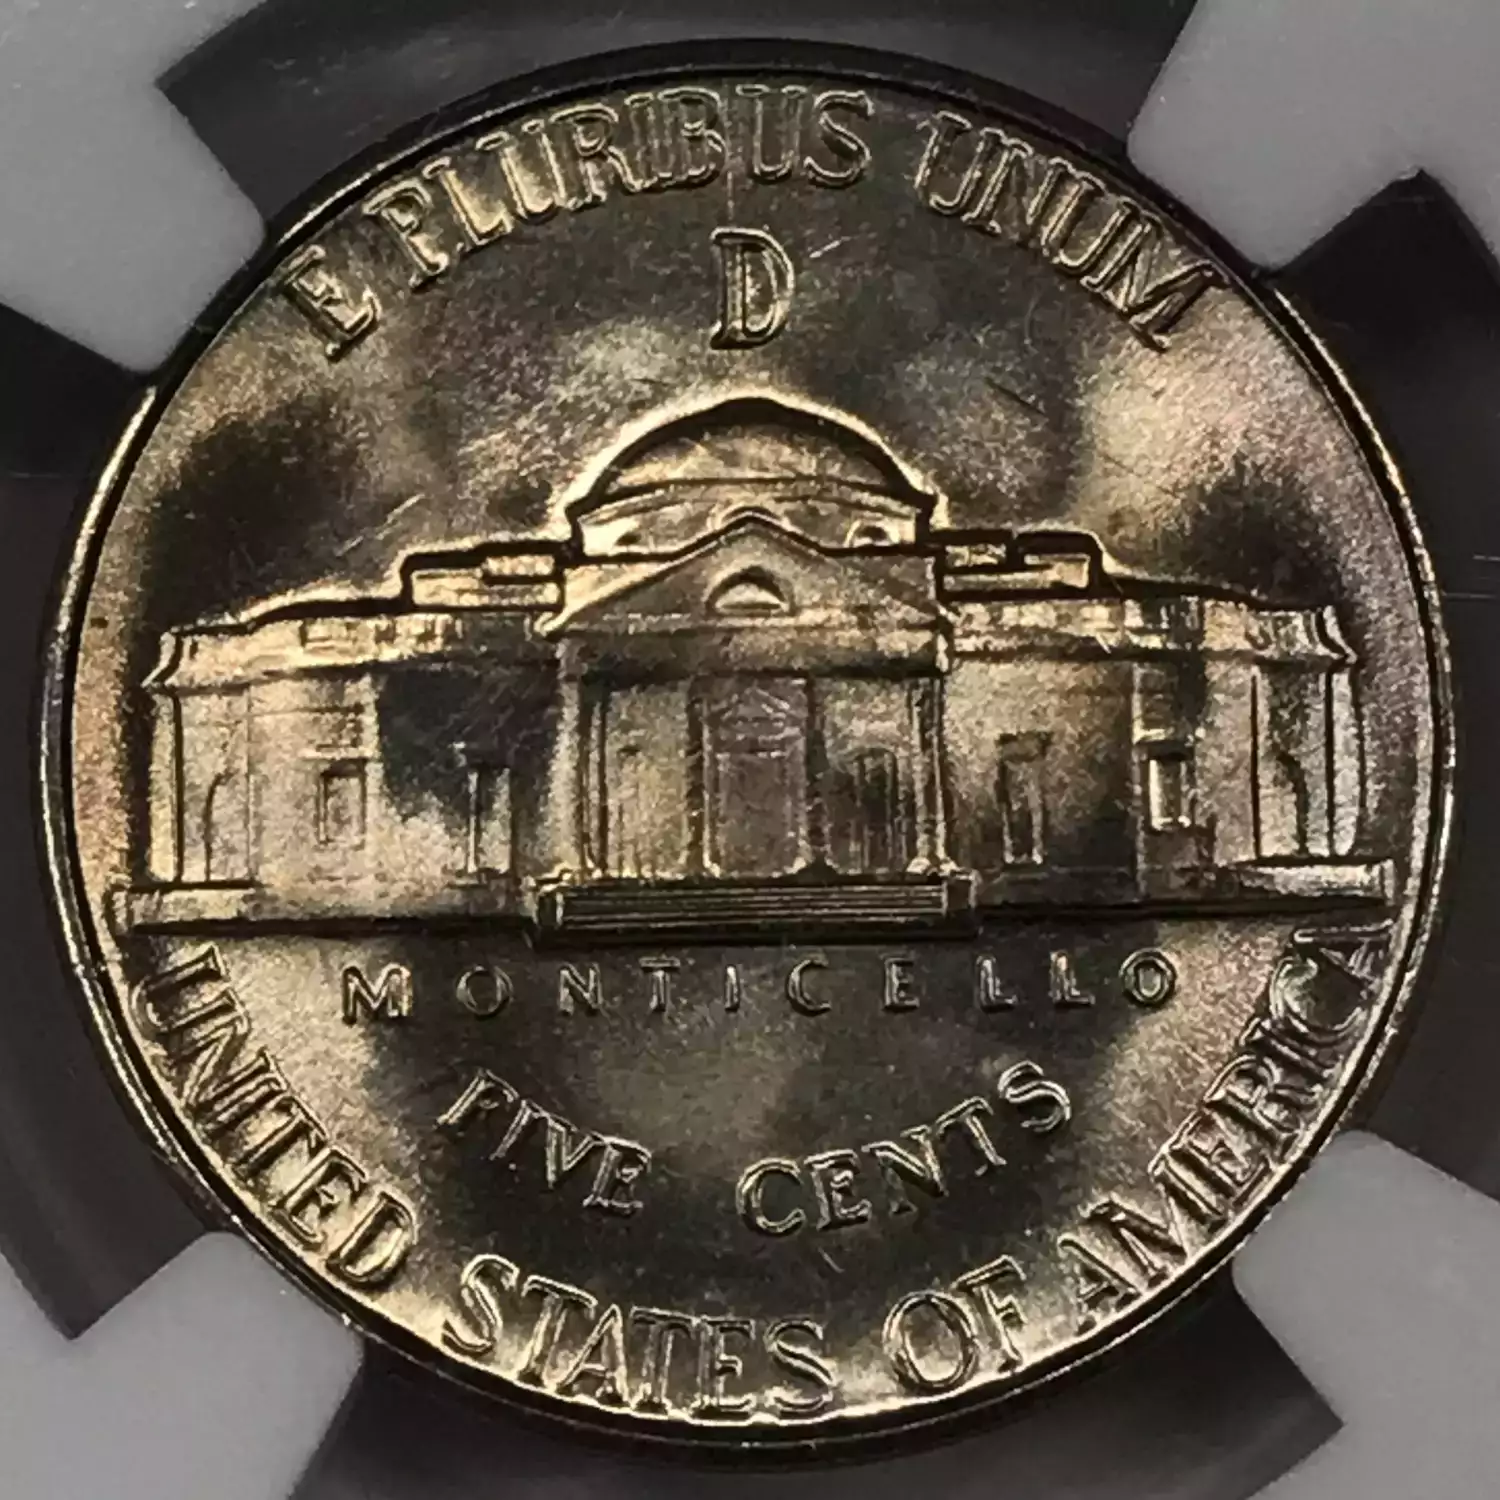 E PLURIBUS UNUM
D
MONTICELLO
FIVE CENTS
UNITED STATES OF AMERICA